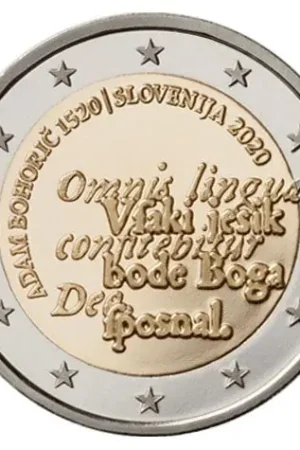 ADAM BOHORIČ 1520 | SLOVENIJA 2020
Omnis lingua
Vſaki jesik
confitebitur
bode Boga
Deo
ſposnal.